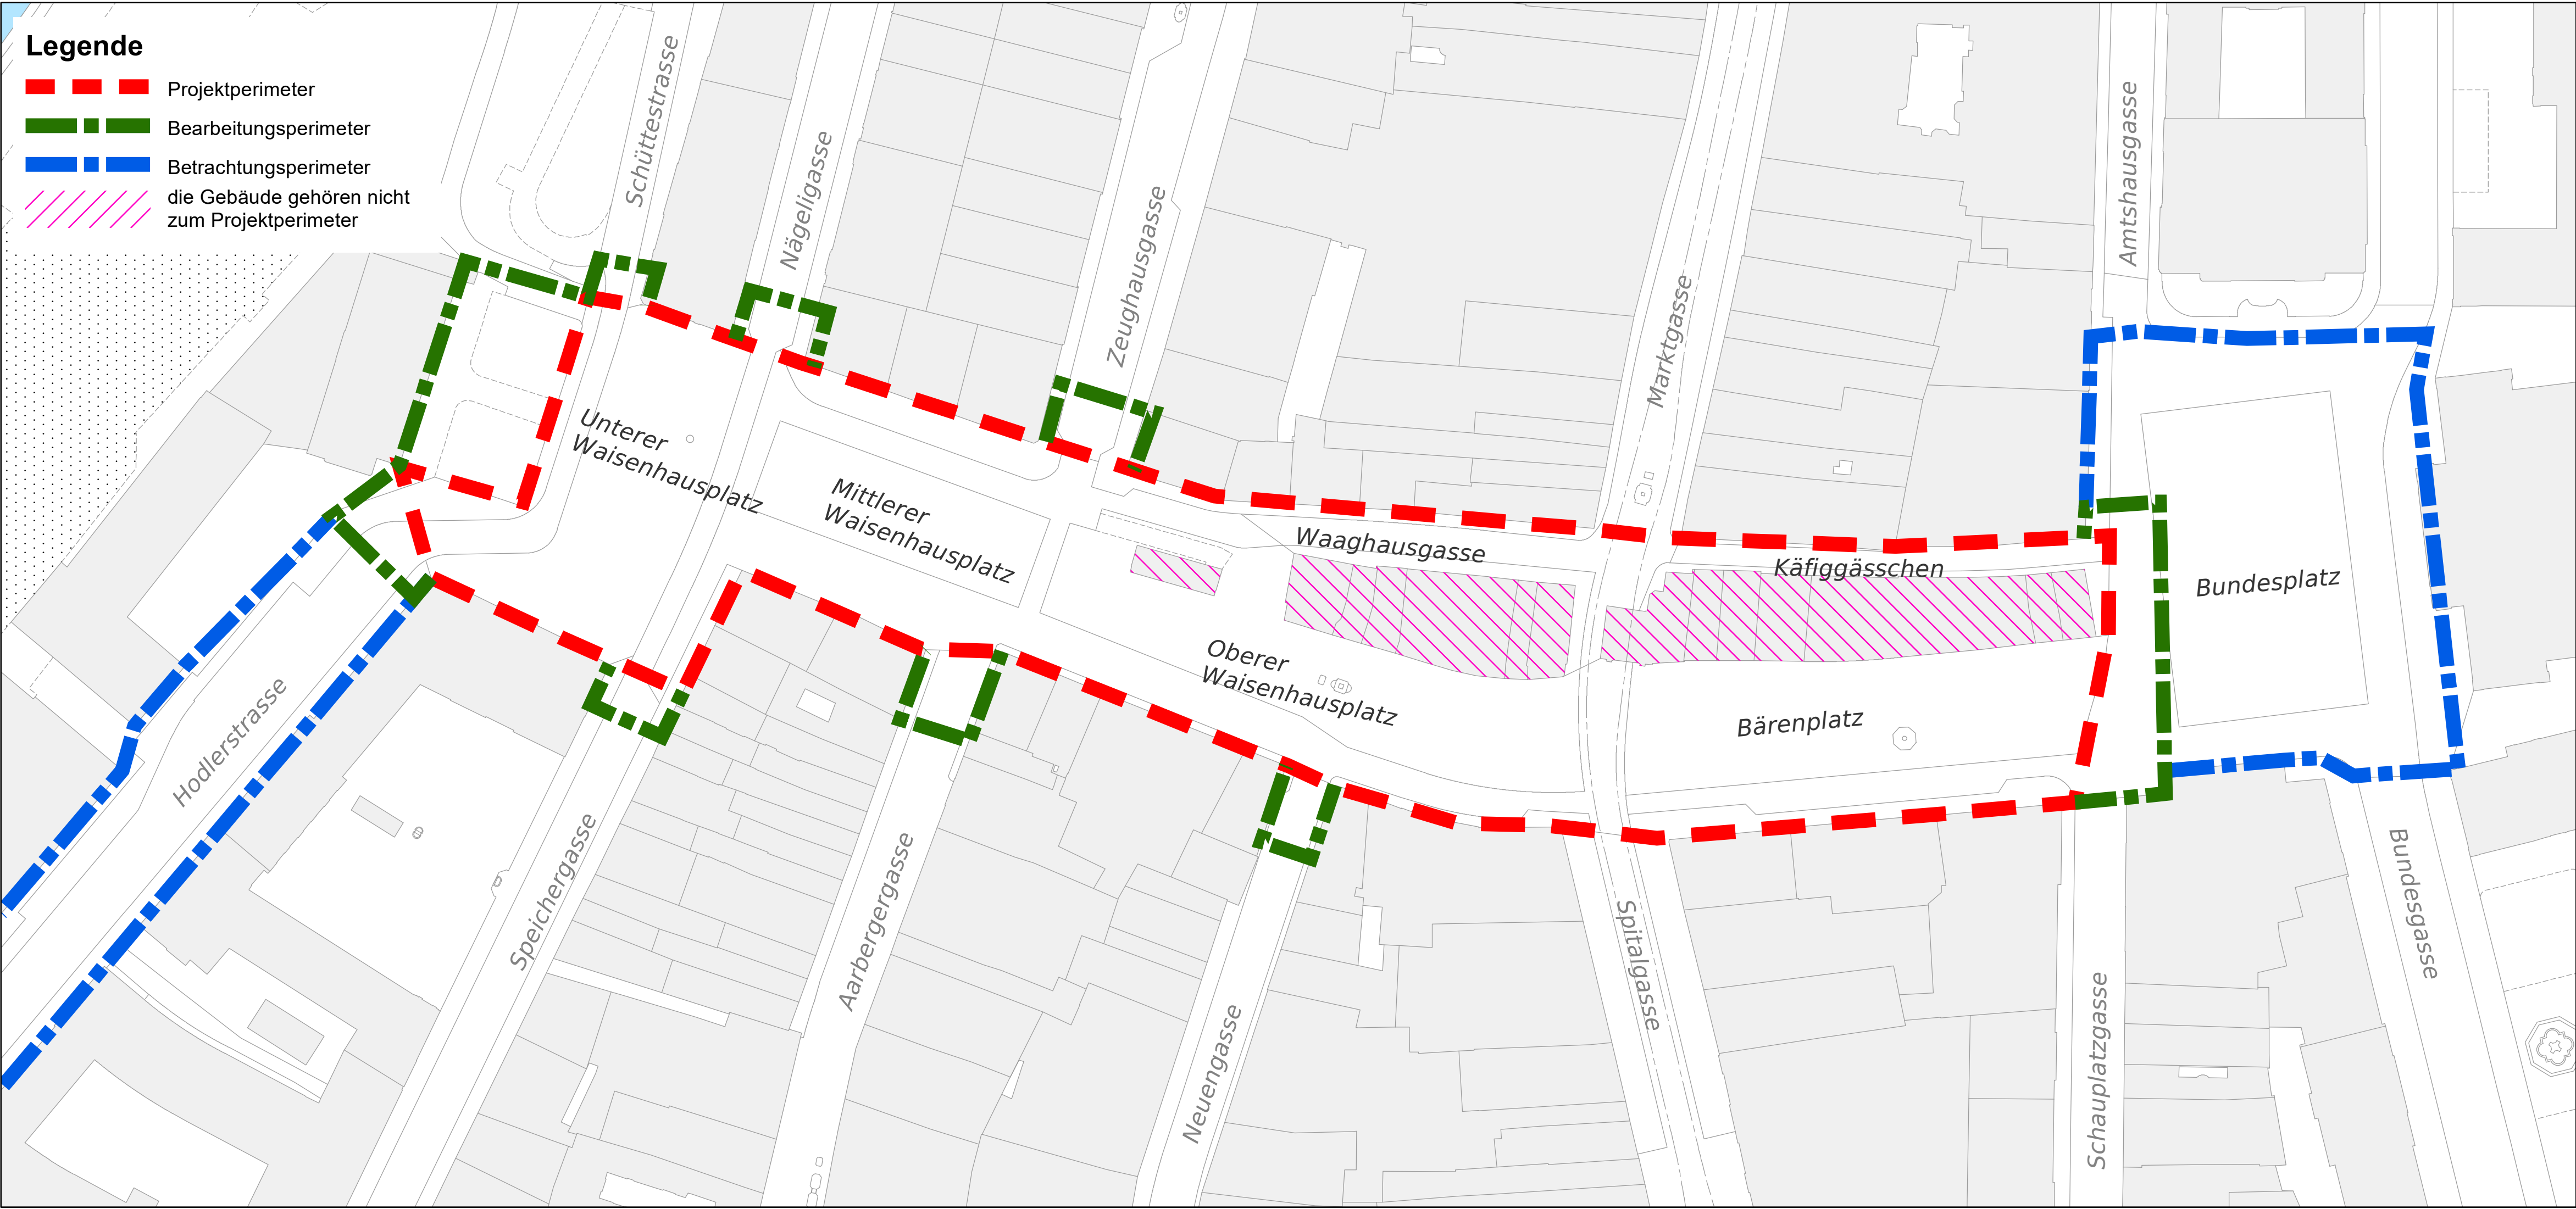 Legende
Projektperimeter
Bearbeitungsperimeter
Betrachtungsperimeter
die Gebäude gehören nicht
zum Projektperimeter
Schüttestrasse
Nägeligasse
Zeughausgasse
Marktgasse
Amtshausgasse
Unterer
Waisenhausplatz
Mittlerer
Waisenhausplatz
Waaghausgasse
Käfiggässchen
Bundesplatz
Oberer
Waisenhausplatz
Bärenplatz
Hodlerstrasse
Speichergasse
Aarbergergasse
Neuengasse
Spitalgasse
Schauplatzgasse
Bundesgasse